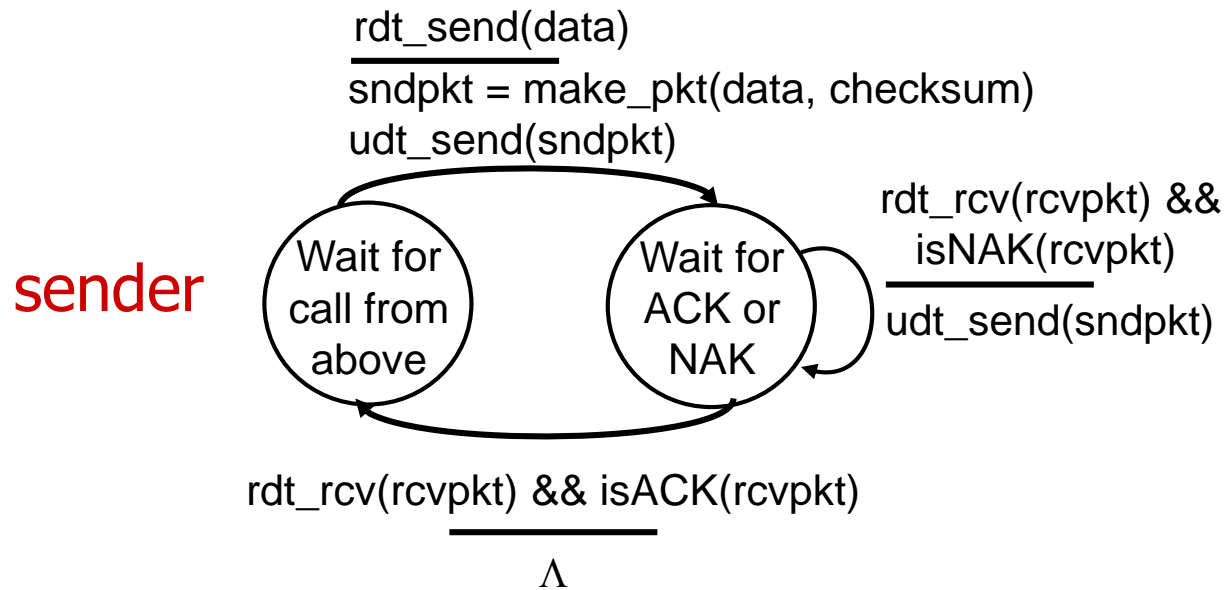 rdt_send(data)
sndpkt = make_pkt(data, checksum)
udt_send(sndpkt)
sender
Wait for
call from
above
Wait for
ACK or
NAK
rdt_rcv(rcvpkt) &&
isNAK(rcvpkt)
udt_send(sndpkt)
rdt_rcv(rcvpkt) && isACK(rcvpkt)
Λ